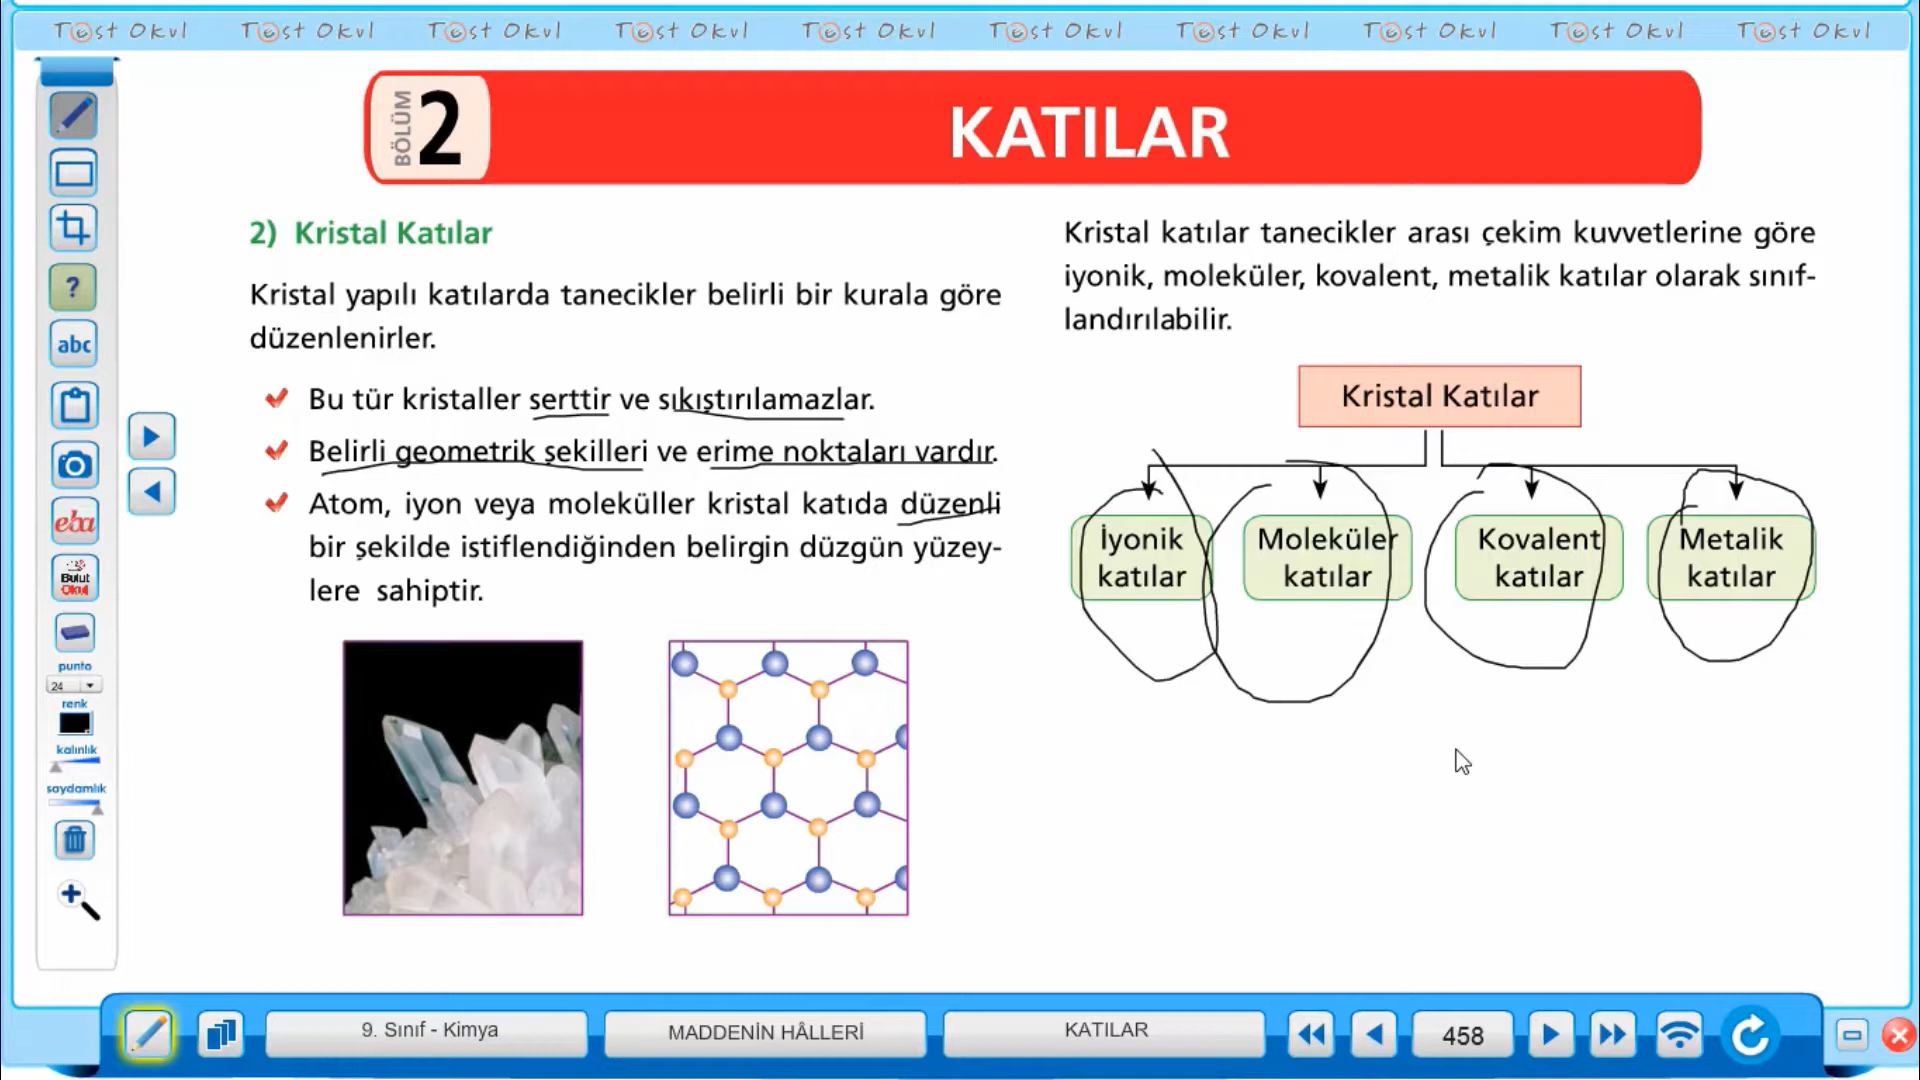 Test Okul Test Okul Test Okul Test Okul Test Okul Test Okul Test Okul Test Okul Test Okul Test Okul
BÖLÜM 2
KATILAR
2) Kristal Katılar
Kristal yapılı katılarda tanecikler belirli bir kurala göre
düzenlenirler.
Bu tür kristaller serttir ve sıkıştırılamazlar.
Belirli geometrik şekilleri ve erime noktaları vardır.
Atom, iyon veya moleküller kristal katıda düzenli
bir şekilde istiflendiğinden belirgin düzgün yüzey-
lere sahiptir.
Kristal katılar tanecikler arası çekim kuvvetlerine göre
iyonik, moleküler, kovalent, metalik katılar olarak sınıf-
landırılabilir.
Kristal Katılar
İyonik
katılar
Moleküler
katılar
Kovalent
katılar
Metalik
katılar
?
abc
eba
Bulut
Okul
punto
24
renk
kalınlık
saydamlık
9. Sınıf - Kimya
MADDENİN HÂLLERİ
KATILAR
458